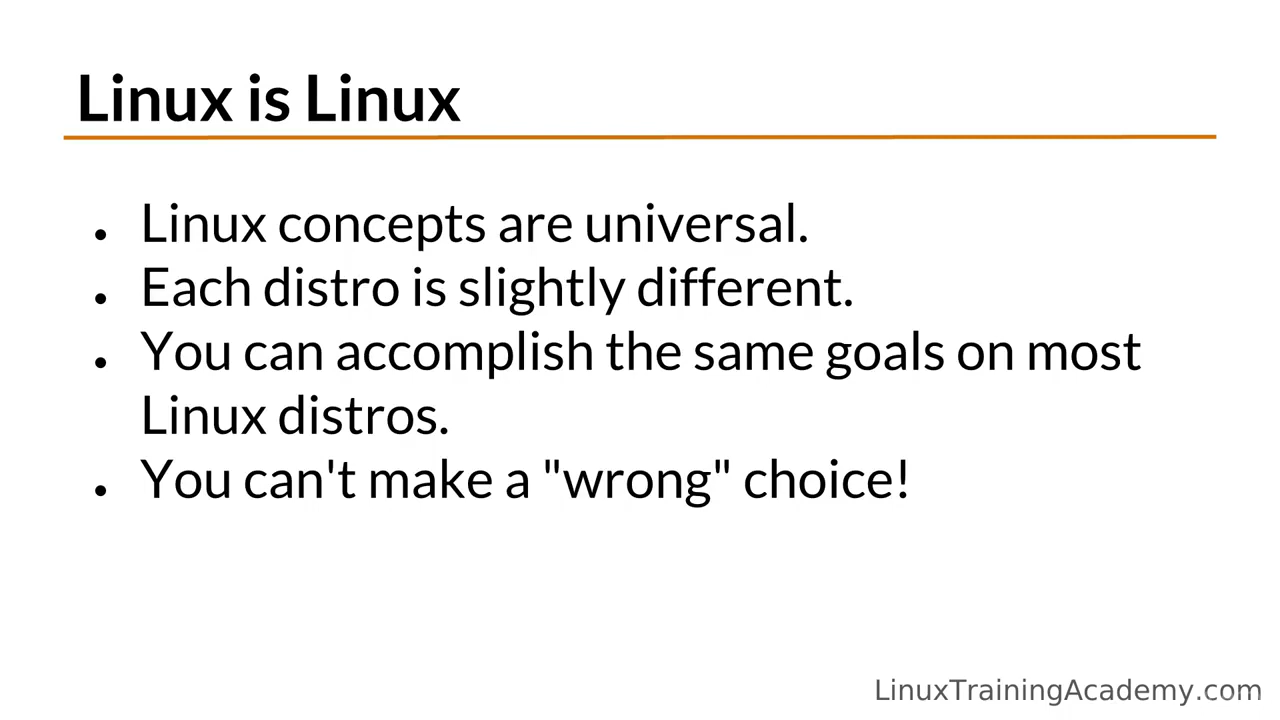 Linux is Linux
• Linux concepts are universal.
• Each distro is slightly different.
• You can accomplish the same goals on most
Linux distros.
• You can't make a "wrong" choice!
LinuxTrainingAcademy.com